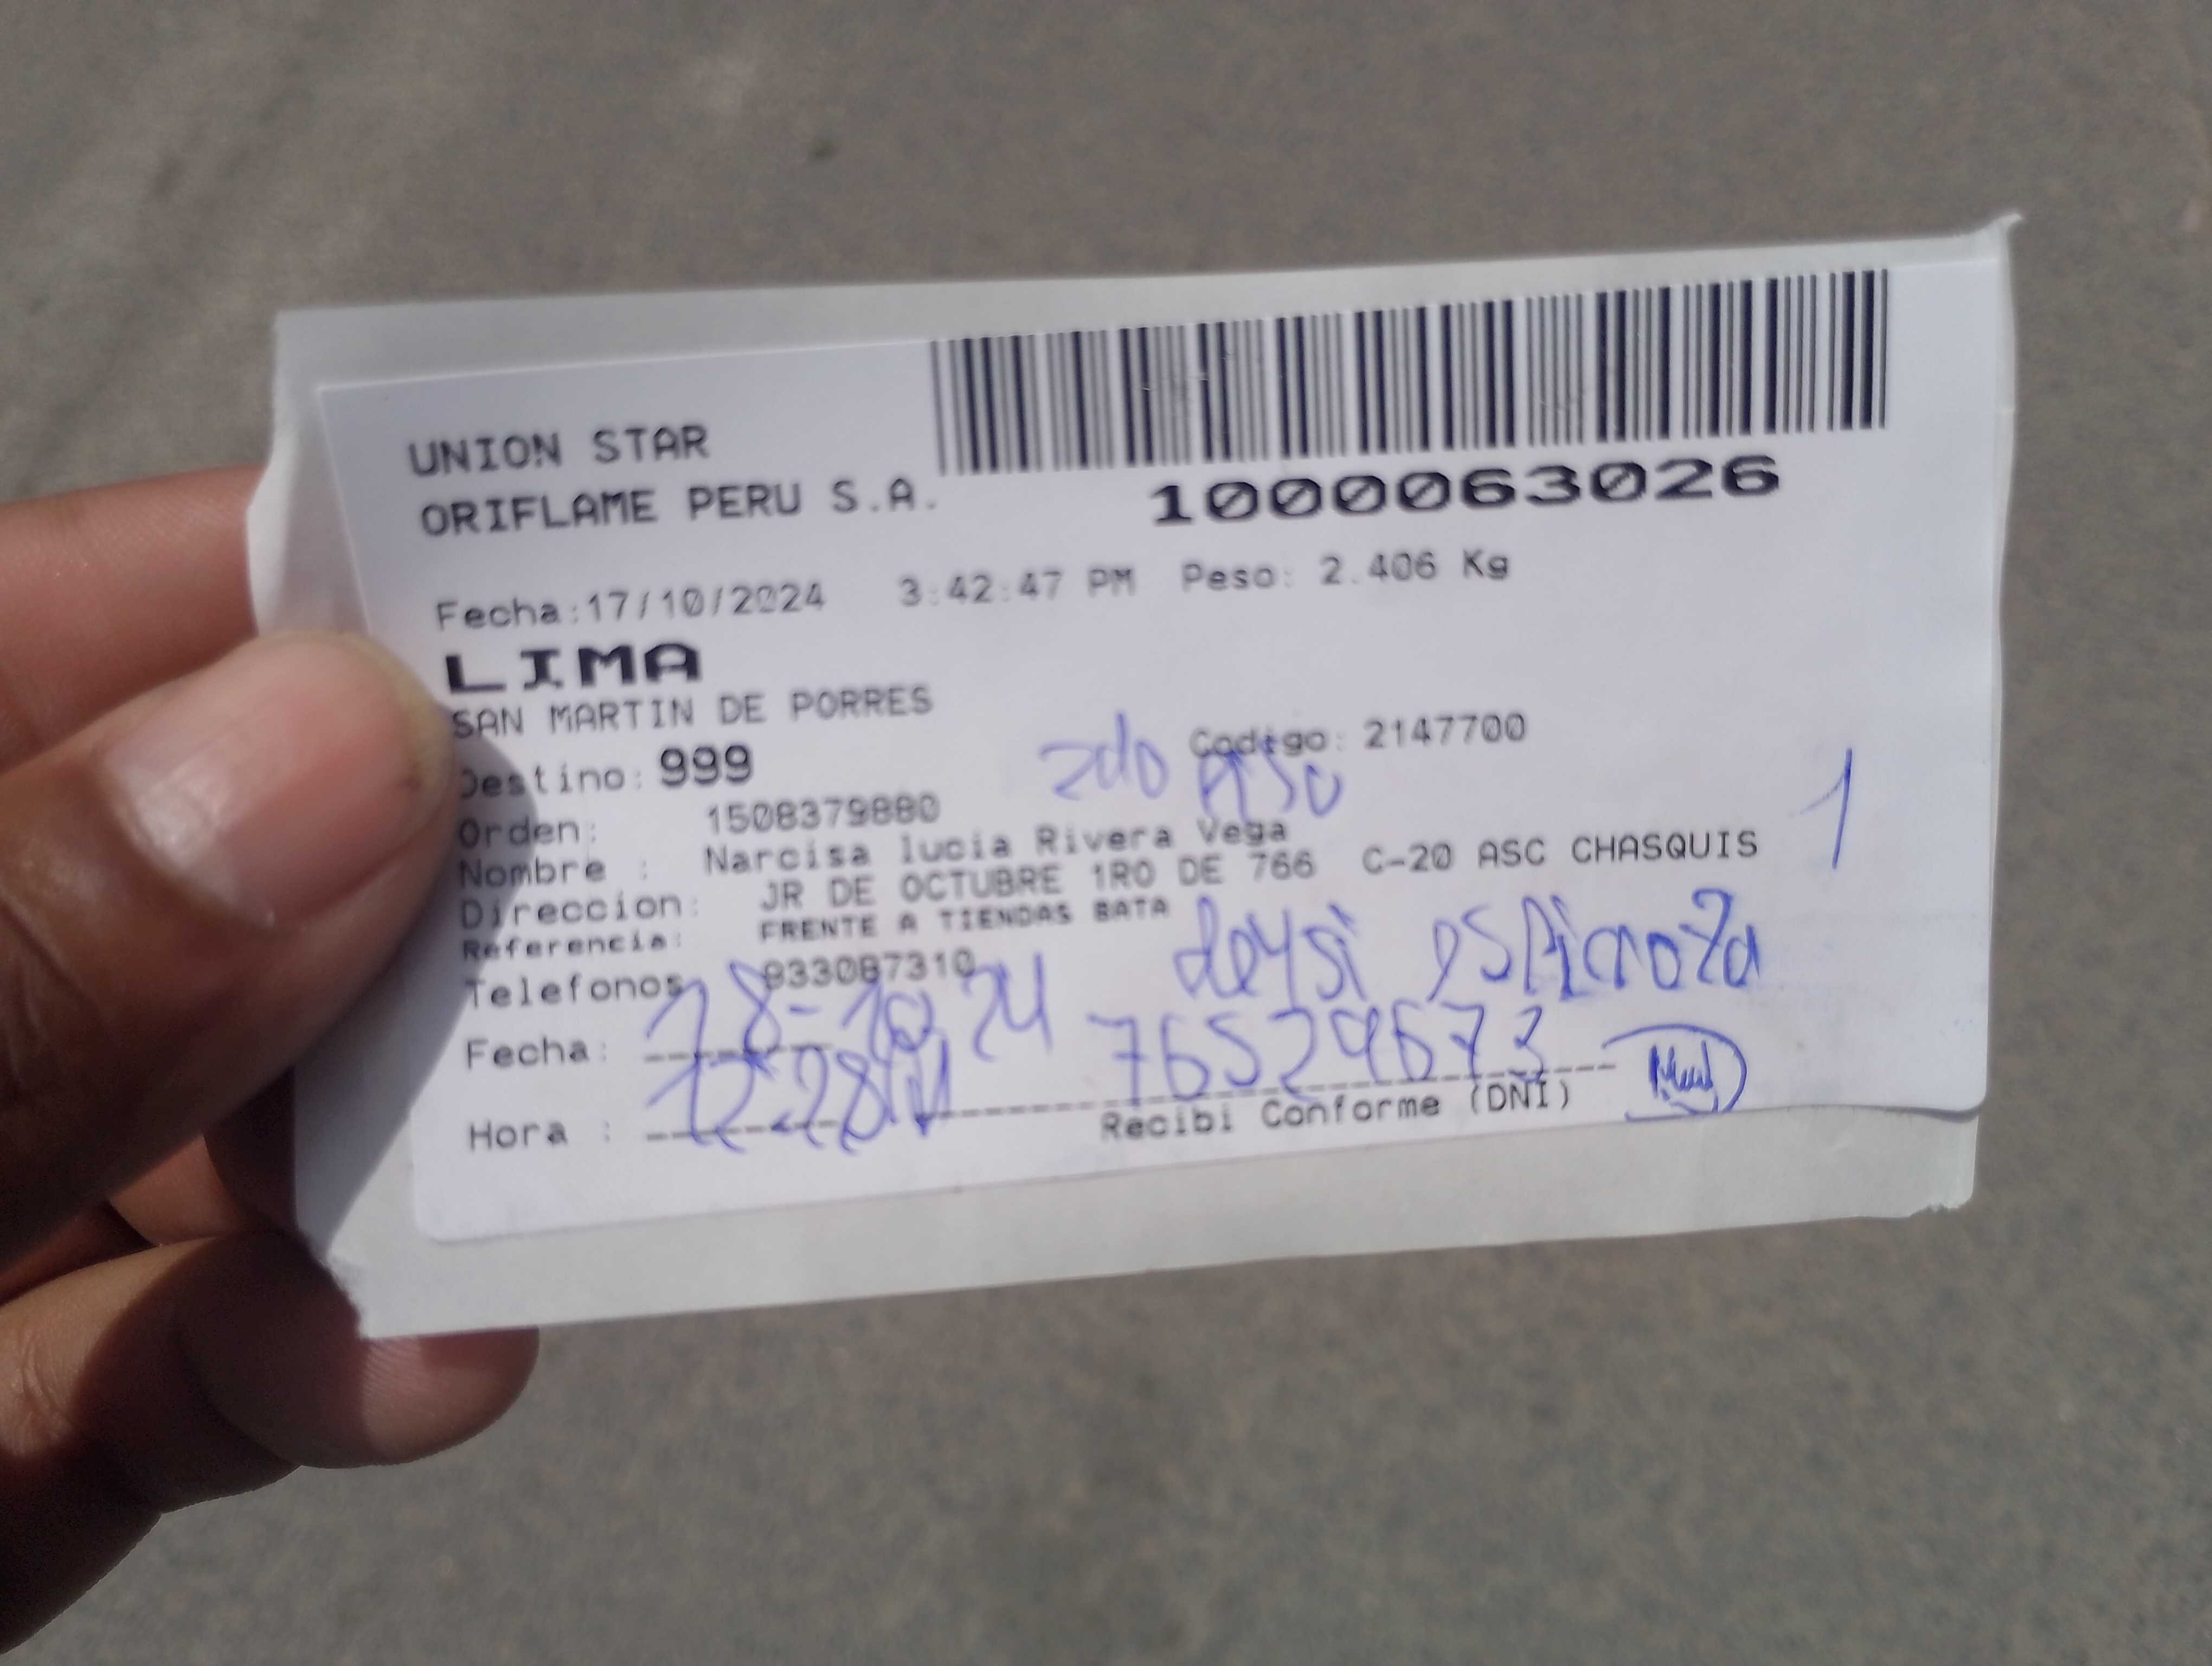 UNION STAR
ORIFLAME PERU S.A.
1000063026
Fecha:17/10/2024 3:42:47 PM Peso: 2.406 Kg
LIMA
SAN MARTIN DE PORRES
Destino: 999 Codigo: 2147700
2do piso
1
Orden: 1508379880
Nombre : Narcisa lucia Rivera Vega
Direccion: JR DE OCTUBRE 1RO DE 766 C-20 ASC CHASQUIS
Referencia: FRENTE A TIENDAS BATA
Telefonos 933087310
deysi espinoza
Fecha: 18-10 24
76529673
Hora : 12:28
Recibi Conforme (DNI)